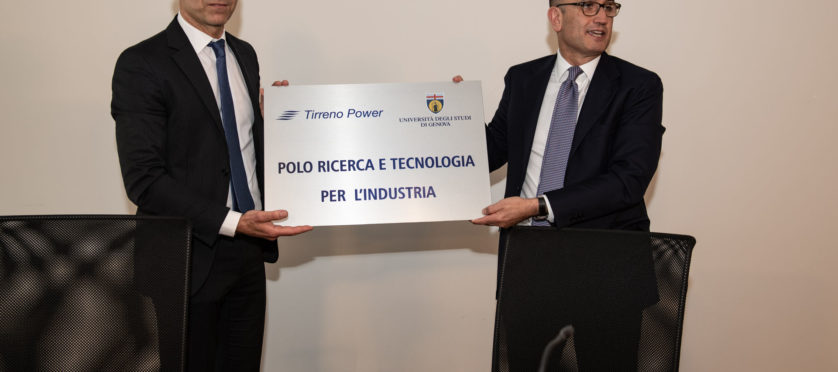 Tirreno Power
UNIVERSITÀ DEGLI STUDI
DI GENOVA
POLO RICERCA E TECNOLOGIA
PER L'INDUSTRIA